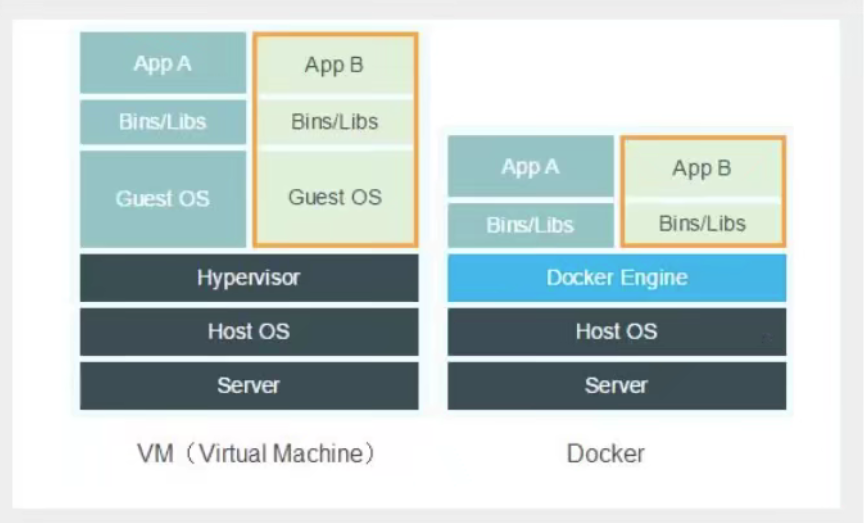 App A
App B
Bins/Libs
Bins/Libs
Guest OS
Guest OS
Hypervisor
Host OS
Server
VM（Virtual Machine）
App A
App B
Bins/Libs
Bins/Libs
Docker Engine
Host OS
Server
Docker